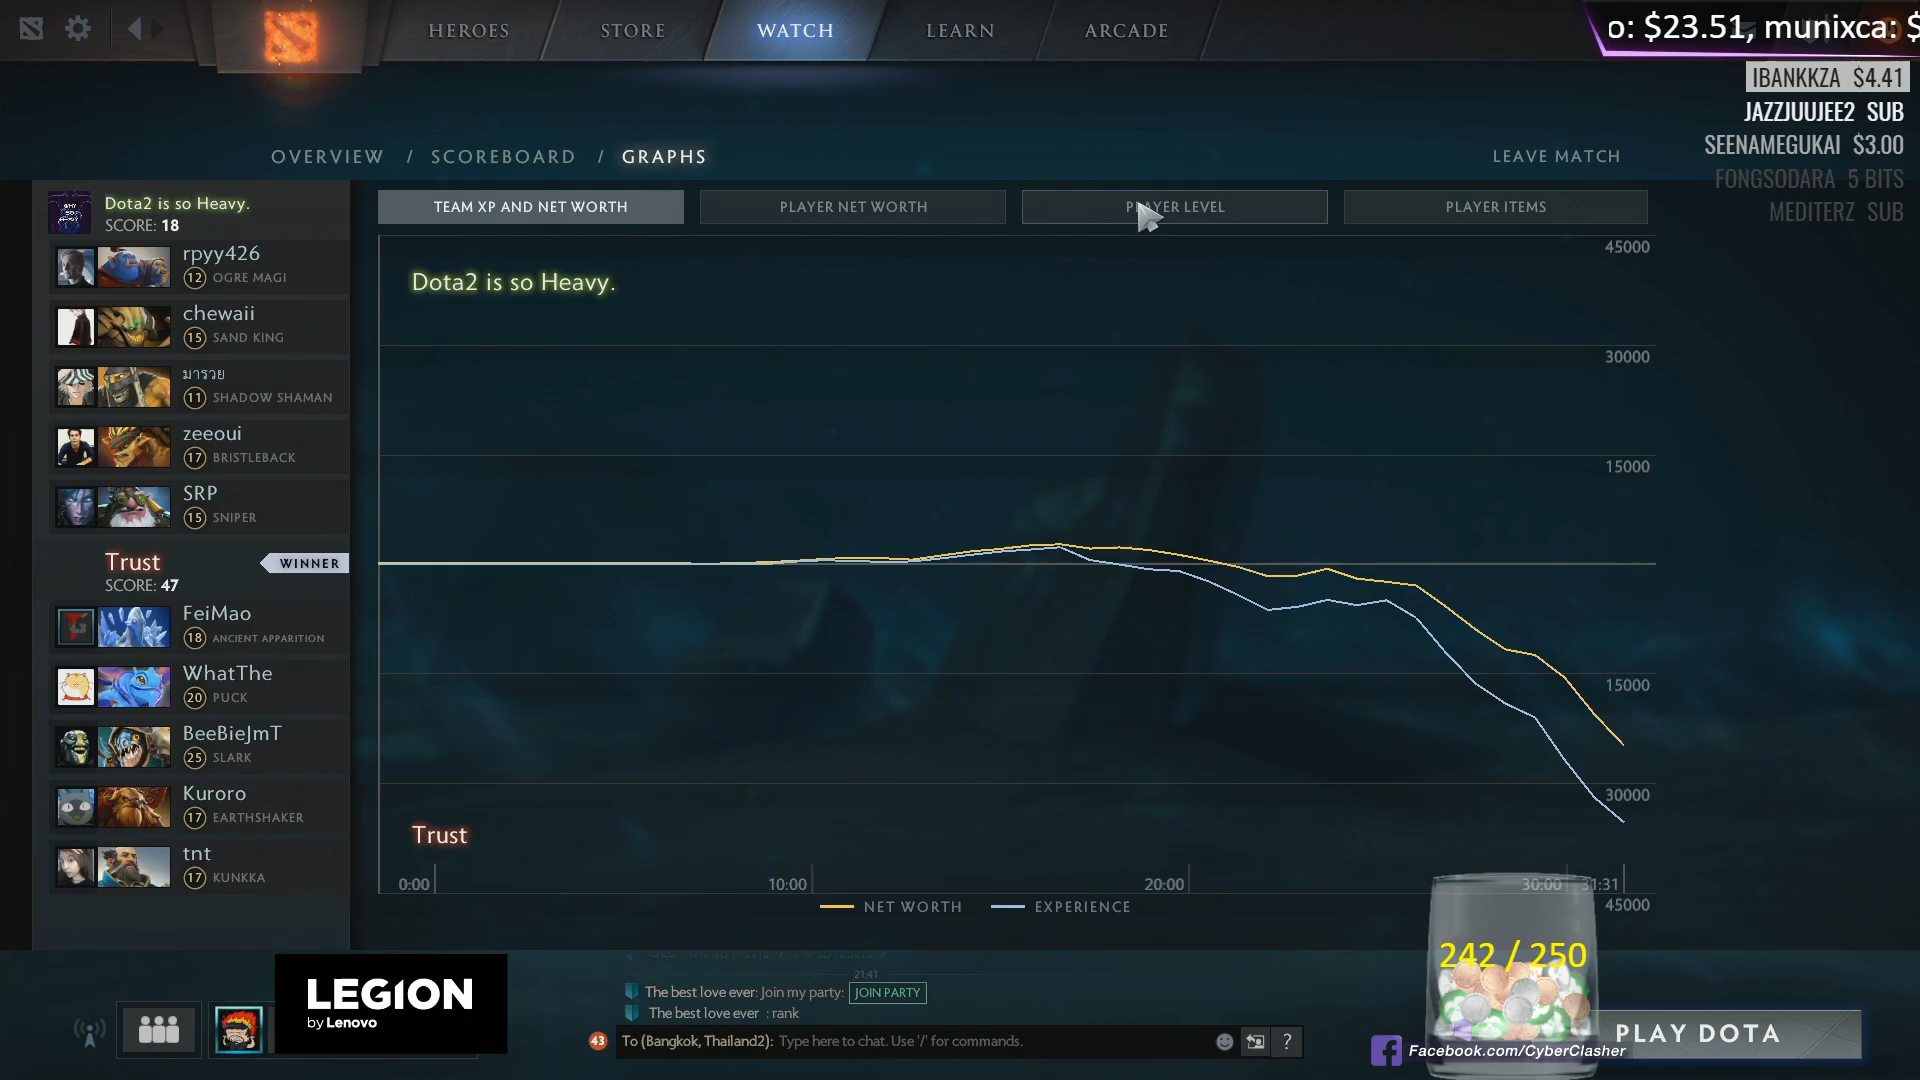 HEROES
STORE
WATCH
LEARN
ARCADE
o: $23.51, munixca: $
IBANKKZA $4.41
JAZZJUUJEE2 SUB
SEENAMEGUKAI $3.00
FONGSODARA 5 BITS
MEDITERZ SUB
OVERVIEW / SCOREBOARD / GRAPHS
LEAVE MATCH
Dota2 is so Heavy.
SCORE: 18
rpyy426
12 OGRE MAGI
chewaii
15 SAND KING
มารวย
11 SHADOW SHAMAN
zeeoui
17 BRISTLEBACK
SRP
15 SNIPER
Trust
WINNER
SCORE: 47
FeiMao
18 ANCIENT APPARITION
WhatThe
20 PUCK
BeeBieJmT
25 SLARK
Kuroro
17 EARTHSHAKER
tnt
17 KUNKKA
TEAM XP AND NET WORTH
PLAYER NET WORTH
PLAYER LEVEL
PLAYER ITEMS
45000
Dota2 is so Heavy.
30000
15000
15000
30000
Trust
0:00
10:00
20:00
30:00
31:31
45000
NET WORTH
EXPERIENCE
LEGION
by Lenovo
21:41
The best love ever: Join my party: JOIN PARTY
The best love ever : rank
43
To (Bangkok, Thailand2): Type here to chat. Use '/' for commands.
?
242 / 250
PLAY DOTA
Facebook.com/CyberClasher